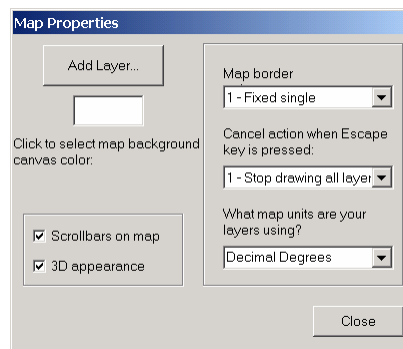 Map Properties
Add Layer...
Click to select map background
canvas color:
Scrollbars on map
3D appearance
Map border
1 - Fixed single
Cancel action when Escape
key is pressed:
1 - Stop drawing all layer
What map units are your
layers using?
Decimal Degrees
Close